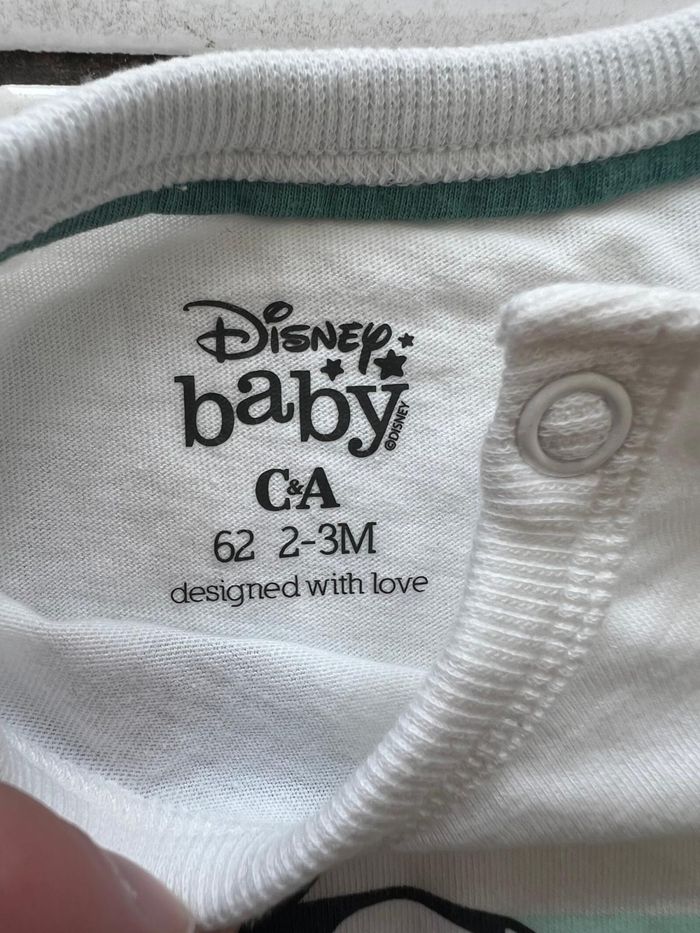 Disney
baby
©DISNEY
C&A
62 2-3M
designed with love